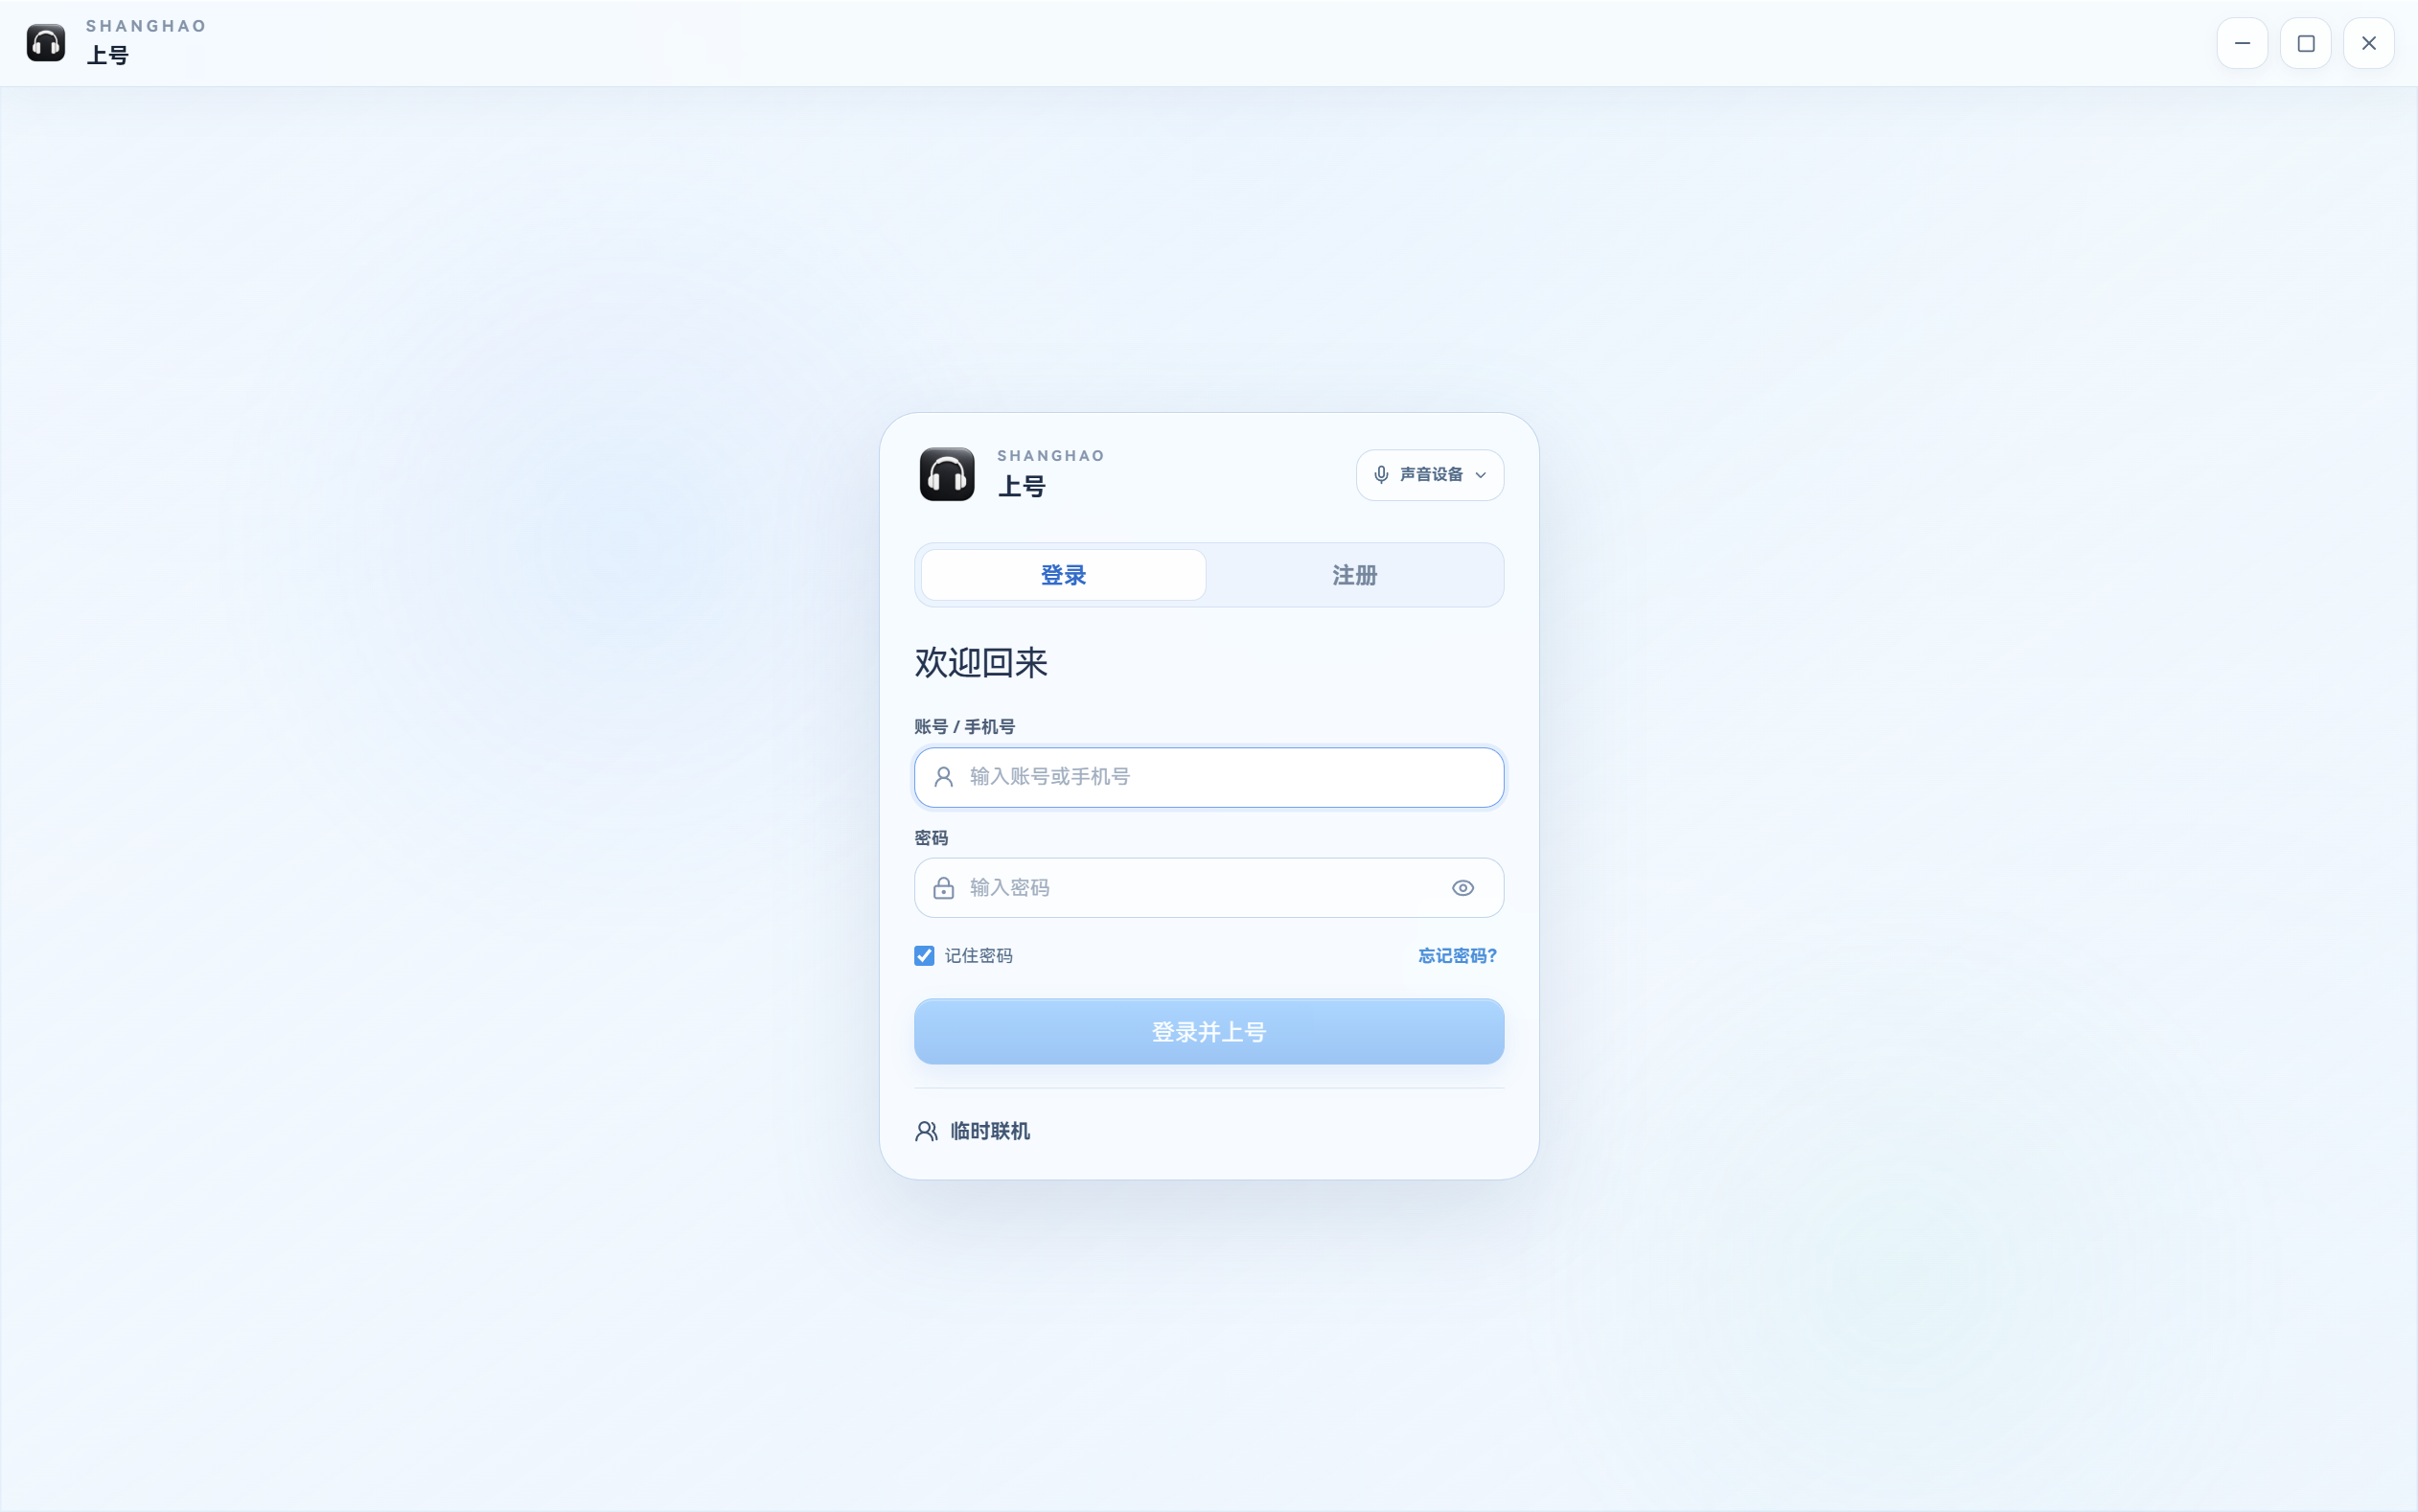 SHANGHAO
上号
SHANGHAO
上号
声音设备
登录
注册
欢迎回来
账号 / 手机号
输入账号或手机号
密码
输入密码
记住密码
忘记密码?
登录并上号
临时联机